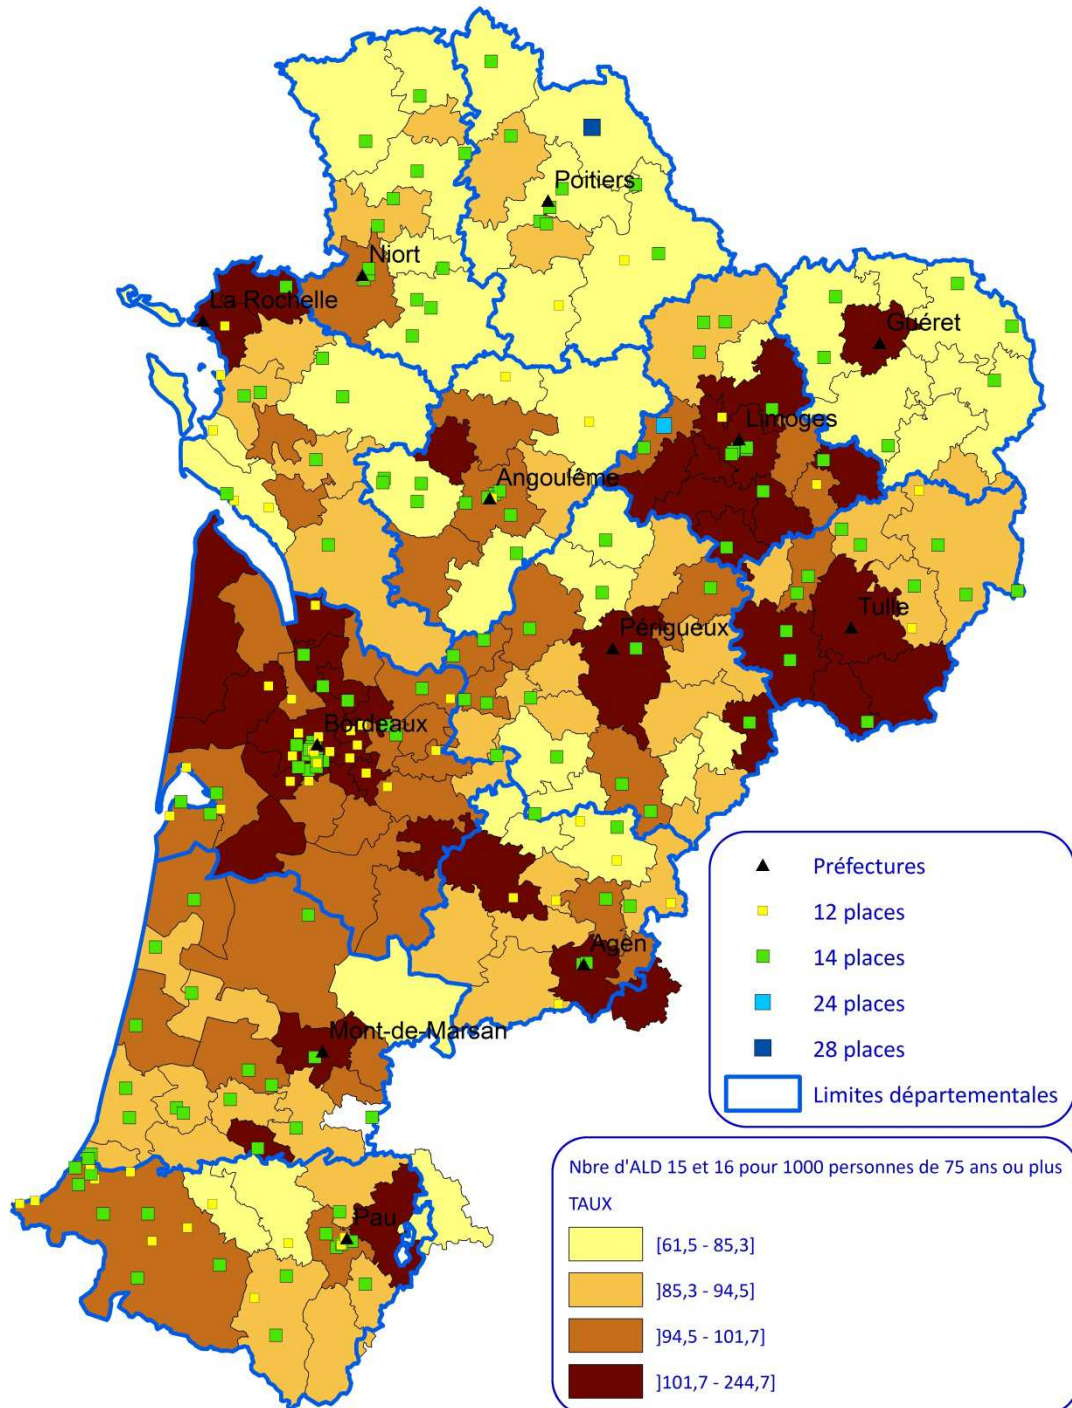 Poitiers
Niort
La Rochelle
Guéret
Limoges
Angoulême
Tulle
Périgueux
Bordeaux
Agen
Mont-de-Marsan
Pau
Préfectures
12 places
14 places
24 places
28 places
Limites départementales
Nbre d'ALD 15 et 16 pour 1000 personnes de 75 ans ou plus
TAUX
]61,5 - 85,3]
]85,3 - 94,5]
]94,5 - 101,7]
]101,7 - 244,7]